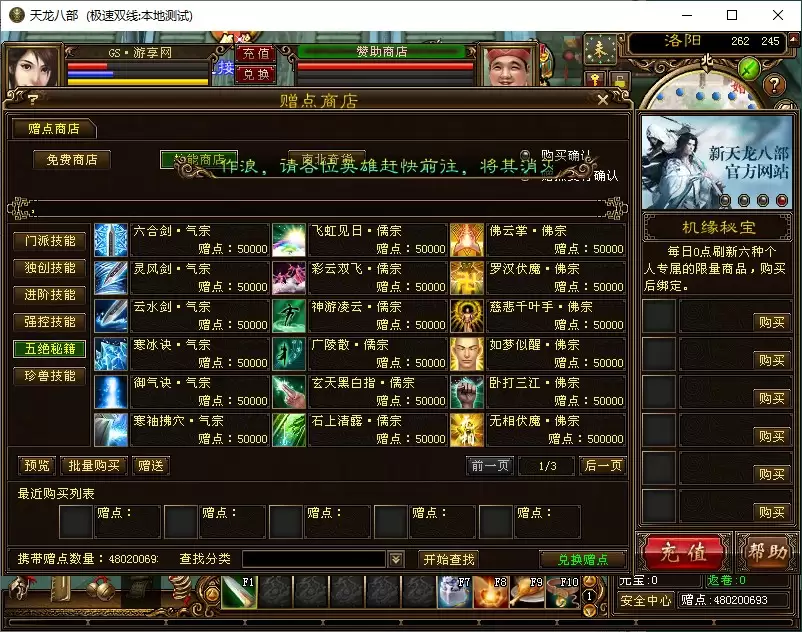 天龙八部 (极速双线:本地测试)
GS·游享网
充值
兑换
接
赞助商店
未
洛阳 262 245
北
?
赠点商店
赠点商店
免费商店
技能商店
购买确认
作浪，请各位英雄赶快前往，将其消灭
新天龙八部
官方网站
机缘秘宝
每日0点刷新六种个
人专属的限量商品，购买
后绑定。
门派技能
独创技能
进阶技能
强控技能
五绝秘籍
珍兽技能
六合剑·气宗
赠点：50000
飞虹见日·儒宗
赠点：50000
佛云掌·佛宗
赠点：50000
灵风剑·气宗
赠点：50000
彩云双飞·儒宗
赠点：50000
罗汉伏魔·佛宗
赠点：50000
云水剑·气宗
赠点：50000
神游凌云·儒宗
赠点：50000
慈悲千叶手·佛宗
赠点：50000
寒冰诀·气宗
赠点：50000
广陵散·儒宗
赠点：50000
如梦似醒·佛宗
赠点：50000
御气诀·气宗
赠点：50000
玄天黑白指·儒宗
赠点：50000
卧打三江·佛宗
赠点：50000
寒袖拂穴·气宗
赠点：50000
石上清露·儒宗
赠点：50000
无相伏魔·佛宗
赠点：500000
购买
购买
购买
购买
购买
购买
预览
批量购买
赠送
前一页
1/3
后一页
最近购买列表
赠点：
赠点：
赠点：
赠点：
赠点：
携带赠点数量：48020069
查找分类
开始查找
兑换赠点
充值
帮助
F1
F7
F8
F9
F10
1
元宝:0
返卷:0
安全中心
赠点:480200693